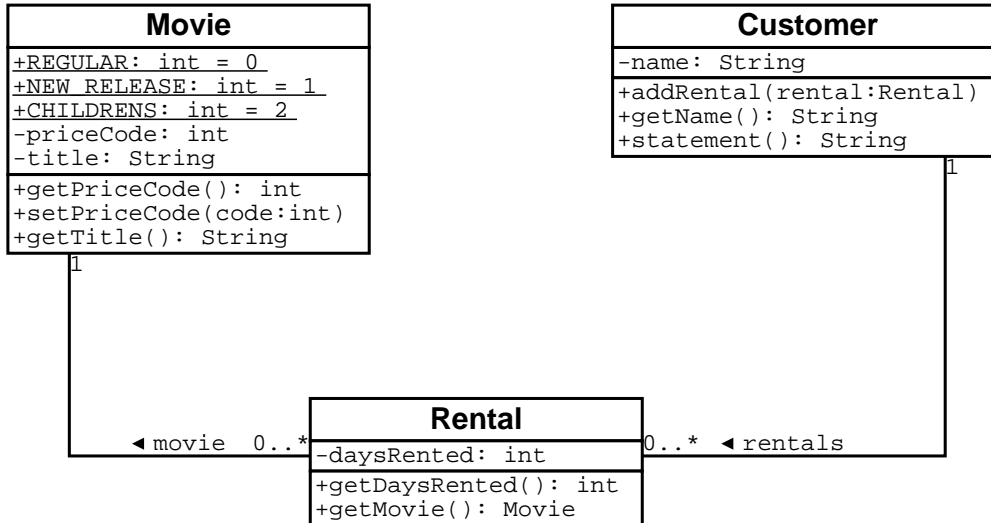 Movie
+REGULAR: int = 0
+NEW RELEASE: int = 1
+CHILDRENS: int = 2
-priceCode: int
-title: String
+getPriceCode(): int
+setPriceCode(code:int)
+getTitle(): String
1
Customer
-name: String
+addRental(rental:Rental)
+getName(): String
+statement(): String
1
◄ movie 0..*
Rental
-daysRented: int
+getDaysRented(): int
+getMovie(): Movie
0..* ◄ rentals